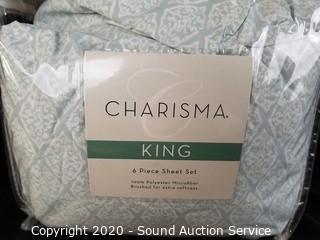 CHARISMA®
KING
6 Piece Sheet Set
100% Polyester Microfiber
Brushed for extra softness
Copyright 2020 - Sound Auction Service